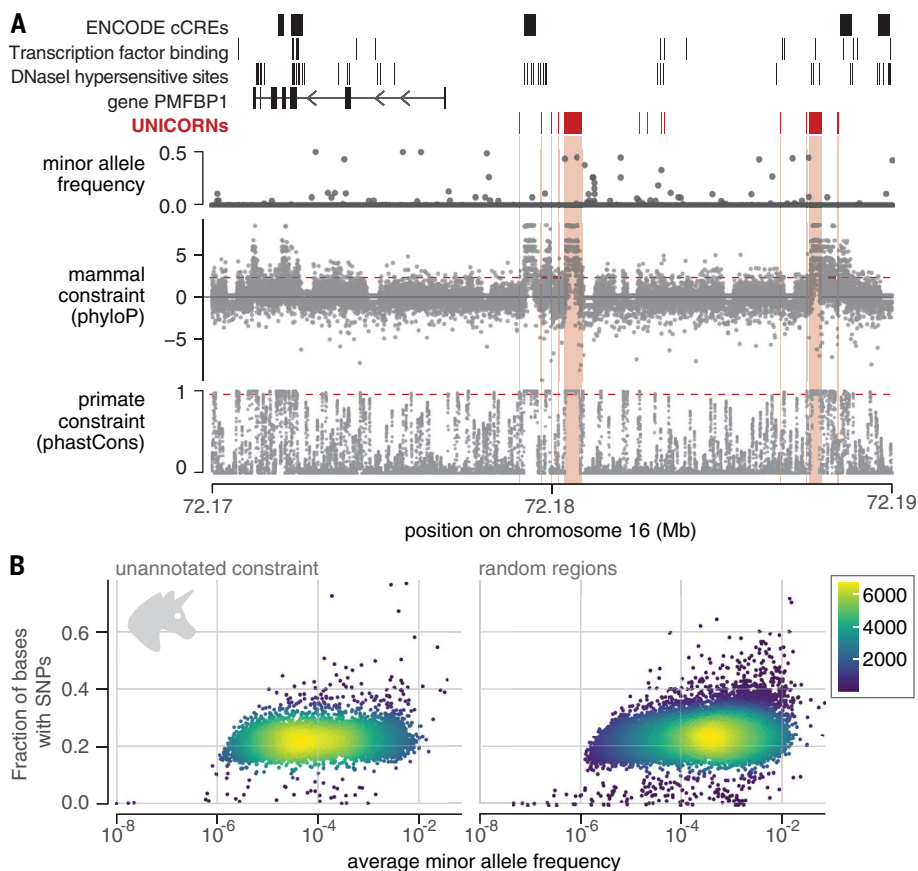 A
ENCODE cCREs
Transcription factor binding
DNaseI hypersensitive sites
gene PMFBP1
UNICORNs
minor allele
frequency
0.5
0.0
mammal
constraint
(phyloP)
5
0
−5
primate
constraint
(phastCons)
1
0
72.17
72.18
72.19
position on chromosome 16 (Mb)
B
unannotated constraint
random regions
Fraction of bases
with SNPs
0.6
0.4
0.2
0.0
10⁻⁸
10⁻⁶
10⁻⁴
10⁻²
10⁻⁸
10⁻⁶
10⁻⁴
10⁻²
average minor allele frequency
6000
4000
2000